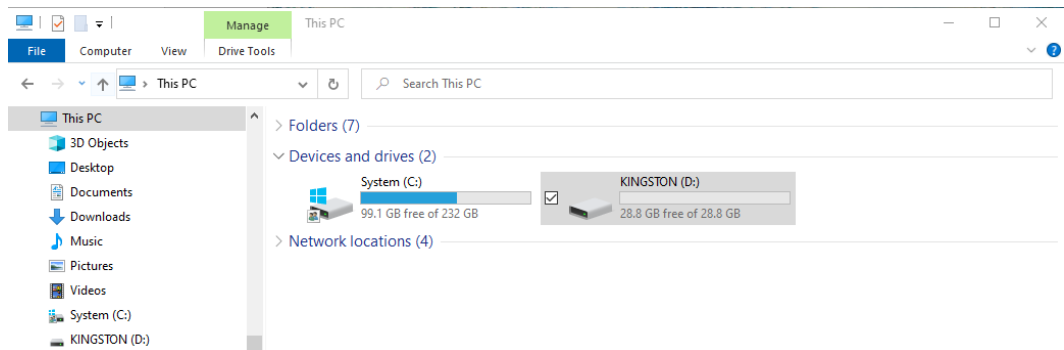 Manage This PC
File Computer View Drive Tools
This PC Search This PC
This PC
3D Objects
Desktop
Documents
Downloads
Music
Pictures
Videos
System (C:)
KINGSTON (D:)
Folders (7)
Devices and drives (2)
System (C:)
99.1 GB free of 232 GB
KINGSTON (D:)
28.8 GB free of 28.8 GB
Network locations (4)